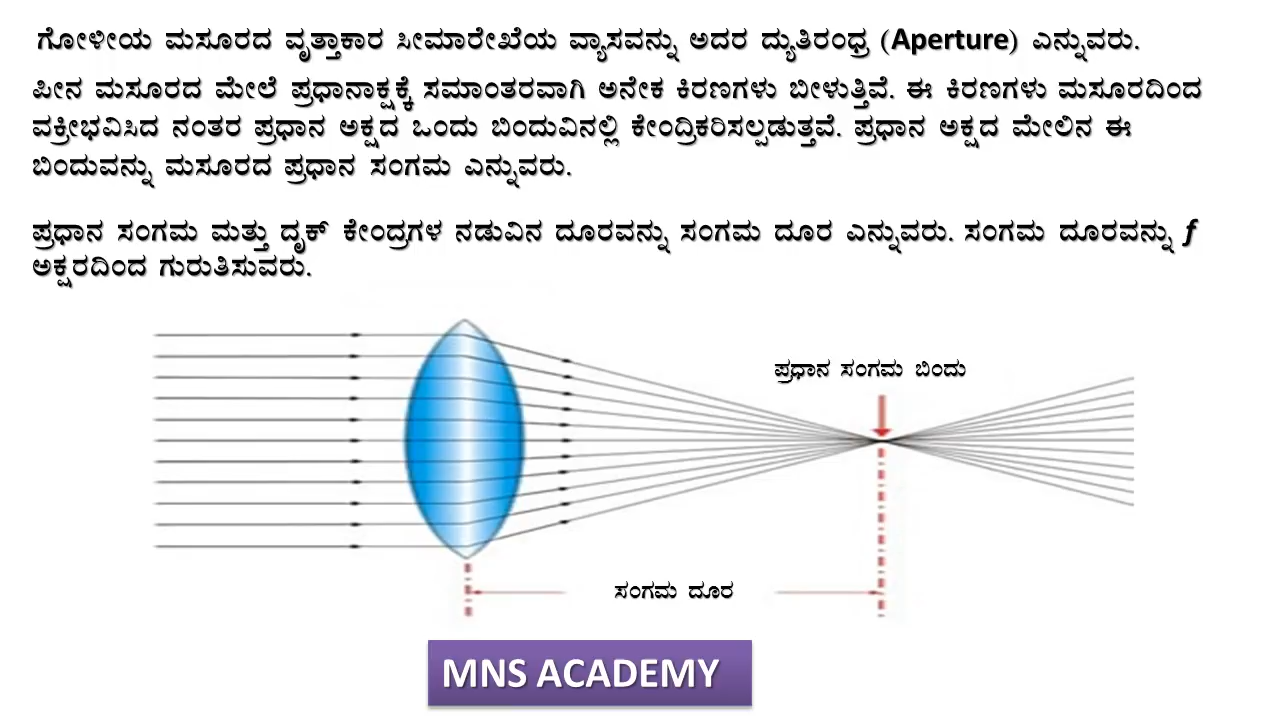 ಗೋಳೀಯ ಮಸೂರದ ವೃತ್ತಾಕಾರ ಸೀಮಾರೇಖೆಯ ವ್ಯಾಸವನ್ನು ಅದರ ದ್ಯುತಿರಂಧ್ರ (Aperture) ಎನ್ನುವರು.
ಪೀನ ಮಸೂರದ ಮೇಲೆ ಪ್ರಧಾನಾಕ್ಷಕ್ಕೆ ಸಮಾಂತರವಾಗಿ ಅನೇಕ ಕಿರಣಗಳು ಬೀಳುತ್ತಿವೆ. ಈ ಕಿರಣಗಳು ಮಸೂರದಿಂದ
ವಕ್ರೀಭವಿಸಿದ ನಂತರ ಪ್ರಧಾನ ಅಕ್ಷದ ಒಂದು ಬಿಂದುವಿನಲ್ಲಿ ಕೇಂದ್ರಿಕರಿಸಲ್ಪಡುತ್ತವೆ. ಪ್ರಧಾನ ಅಕ್ಷದ ಮೇಲಿನ ಈ
ಬಿಂದುವನ್ನು ಮಸೂರದ ಪ್ರಧಾನ ಸಂಗಮ ಎನ್ನುವರು.
ಪ್ರಧಾನ ಸಂಗಮ ಮತ್ತು ದೃಕ್ ಕೇಂದ್ರಗಳ ನಡುವಿನ ದೂರವನ್ನು ಸಂಗಮ ದೂರ ಎನ್ನುವರು. ಸಂಗಮ ದೂರವನ್ನು f
ಅಕ್ಷರದಿಂದ ಗುರುತಿಸುವರು.
ಪ್ರಧಾನ ಸಂಗಮ ಬಿಂದು
ಸಂಗಮ ದೂರ
MNS ACADEMY